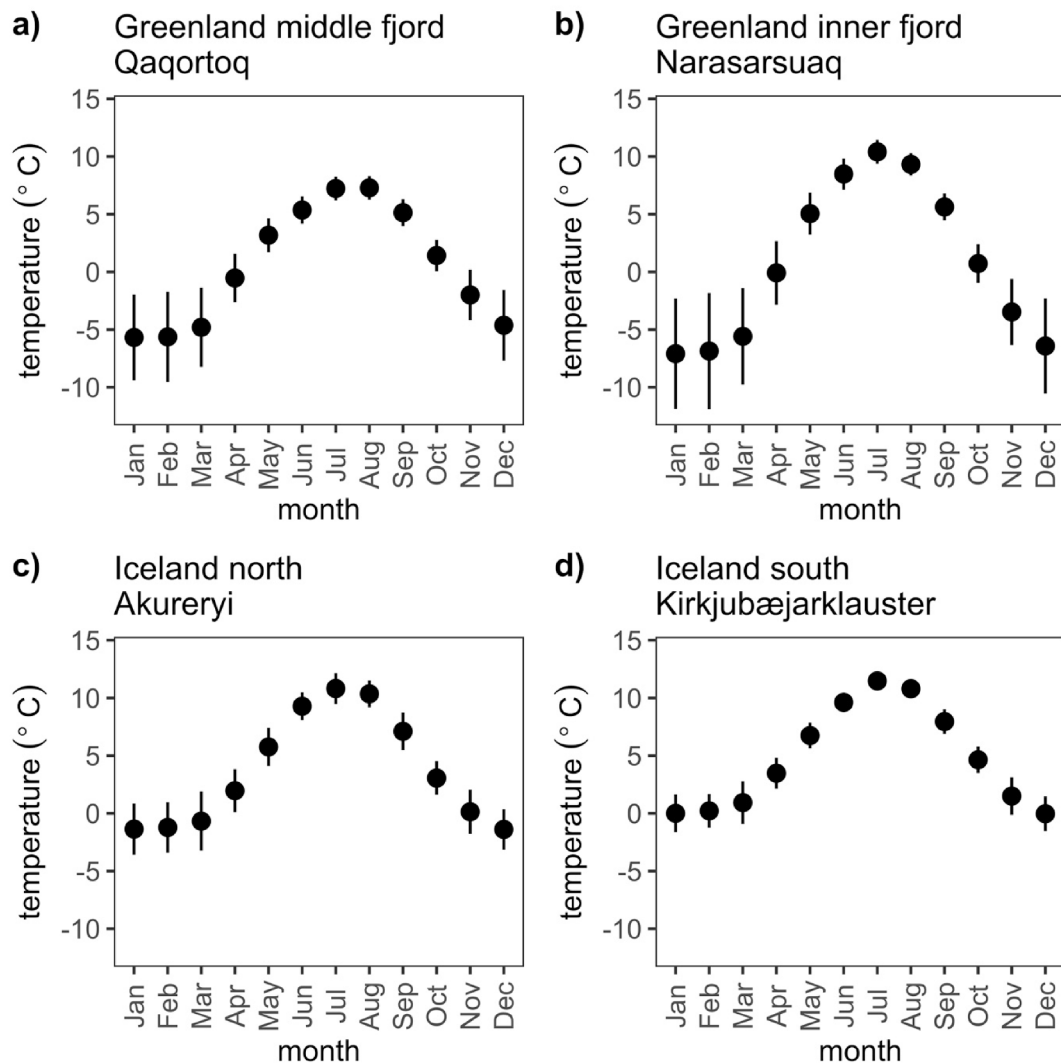 a)
Greenland middle fjord
Qaqortoq
temperature (° C)
15
10
5
0
-5
-10
Jan
Feb
Mar
Apr
May
Jun
Jul
Aug
Sep
Oct
Nov
Dec
month
b)
Greenland inner fjord
Narasarsuaq
temperature (° C)
15
10
5
0
-5
-10
Jan
Feb
Mar
Apr
May
Jun
Jul
Aug
Sep
Oct
Nov
Dec
month
c)
Iceland north
Akureryi
temperature (° C)
15
10
5
0
-5
-10
Jan
Feb
Mar
Apr
May
Jun
Jul
Aug
Sep
Oct
Nov
Dec
month
d)
Iceland south
Kirkjubæjarklauster
temperature (° C)
15
10
5
0
-5
-10
Jan
Feb
Mar
Apr
May
Jun
Jul
Aug
Sep
Oct
Nov
Dec
month